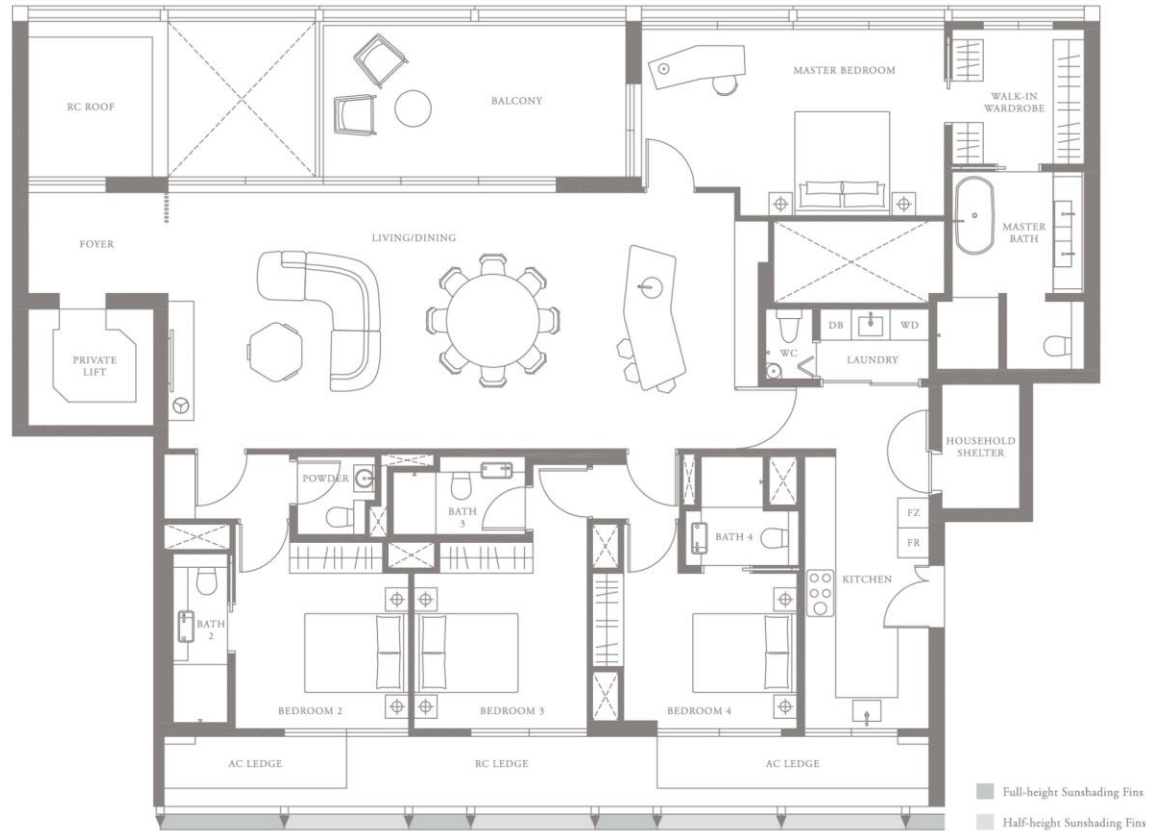 RC ROOF
BALCONY
MASTER BEDROOM
WALK-IN
WARDROBE
FOYER
LIVING/DINING
MASTER
BATH
PRIVATE
LIFT
WC
DB
WD
LAUNDRY
HOUSEHOLD
SHELTER
POWDER
BATH
3
BATH 4
FZ
FR
KITCHEN
BATH
2
BEDROOM 2
BEDROOM 3
BEDROOM 4
AC LEDGE
RC LEDGE
AC LEDGE
Full-height Sunshading Fins
Half-height Sunshading Fins